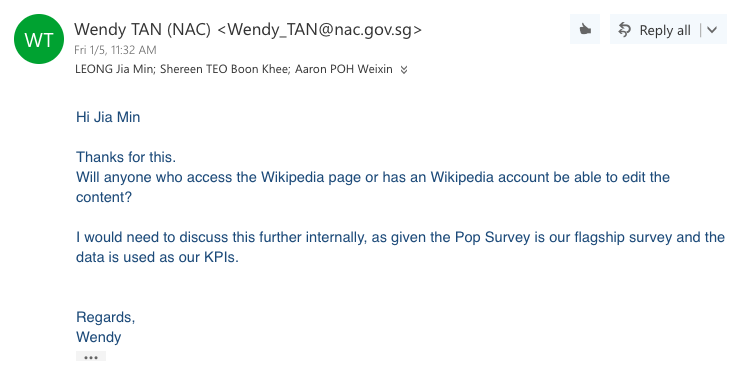 WT
Wendy TAN (NAC) <Wendy_TAN@nac.gov.sg>
Reply all
Fri 1/5, 11:32 AM
LEONG Jia Min; Shereen TEO Boon Khee; Aaron POH Weixin
Hi Jia Min
Thanks for this.
Will anyone who access the Wikipedia page or has an Wikipedia account be able to edit the
content?
I would need to discuss this further internally, as given the Pop Survey is our flagship survey and the
data is used as our KPIs.
Regards,
Wendy